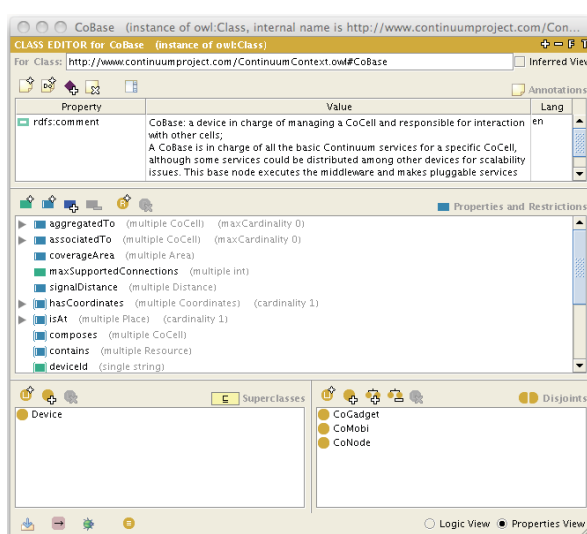 CoBase   (instance of owl:Class, internal name is http://www.continuumproject.com/Con...
CLASS EDITOR for CoBase   (instance of owl:Class)
For Class: http://www.continuumproject.com/ContinuumContext.owl#CoBase Inferred View
Annotations
Property Value Lang
rdfs:comment CoBase: a device in charge of managing a CoCell and responsible for interaction en
with other cells;
A CoBase is in charge of all the basic Continuum services for a specific CoCell,
although some services could be distributed among other devices for scalability
issues. This base node executes the middleware and makes pluggable services
Properties and Restrictions
aggregatedTo (multiple CoCell) (maxCardinality 0)
associatedTo (multiple CoCell) (maxCardinality 0)
coverageArea (multiple Area)
maxSupportedConnections (multiple int)
signalDistance (multiple Distance)
hasCoordinates (multiple Coordinates) (cardinality 1)
isAt (multiple Place) (cardinality 1)
composes (multiple CoCell)
contains (multiple Resource)
deviceId (single string)
Superclasses
Device
Disjoints
CoGadget
CoMobi
CoNode
Logic View Properties View